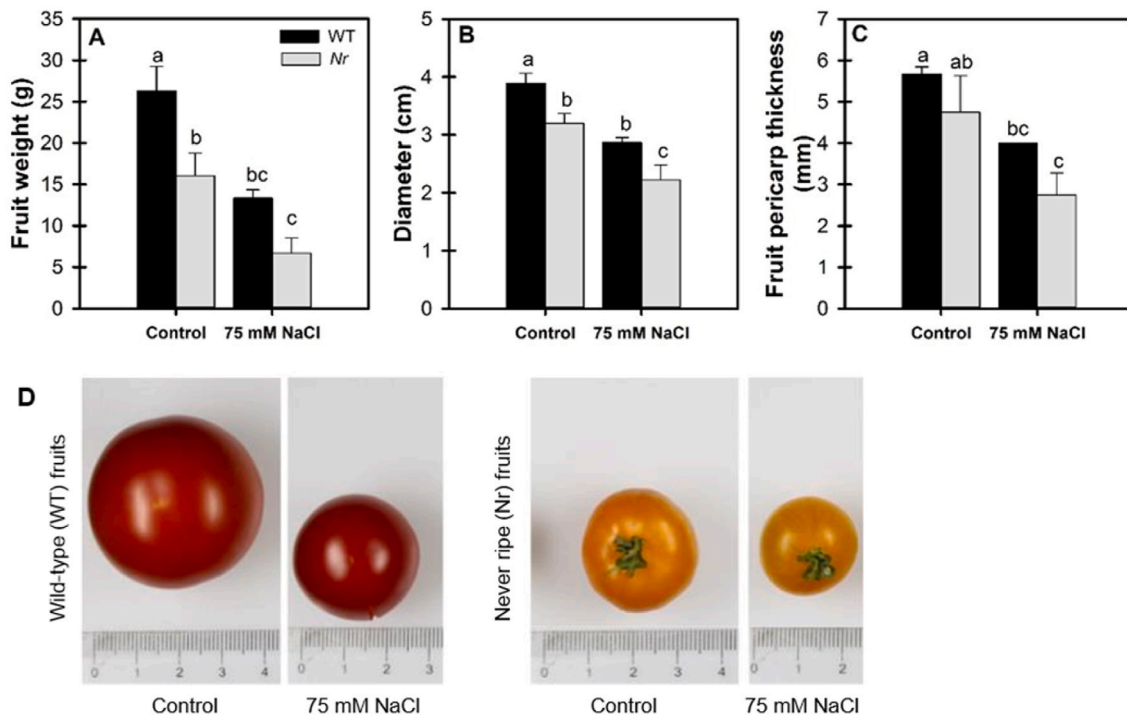 A
WT
Nr
Fruit weight (g)
35
30
25
20
15
10
5
0
a
b
bc
c
Control
75 mM NaCl
B
Diameter (cm)
5
4
3
2
1
0
a
b
b
c
Control
75 mM NaCl
C
Fruit pericarp thickness
(mm)
7
6
5
4
3
2
1
0
a
ab
bc
c
Control
75 mM NaCl
D
Wild-type (WT) fruits
0 1 2 3 4
Control
0 1 2 3
75 mM NaCl
Never ripe (Nr) fruits
0 1 2 3 4
Control
0 1 2
75 mM NaCl